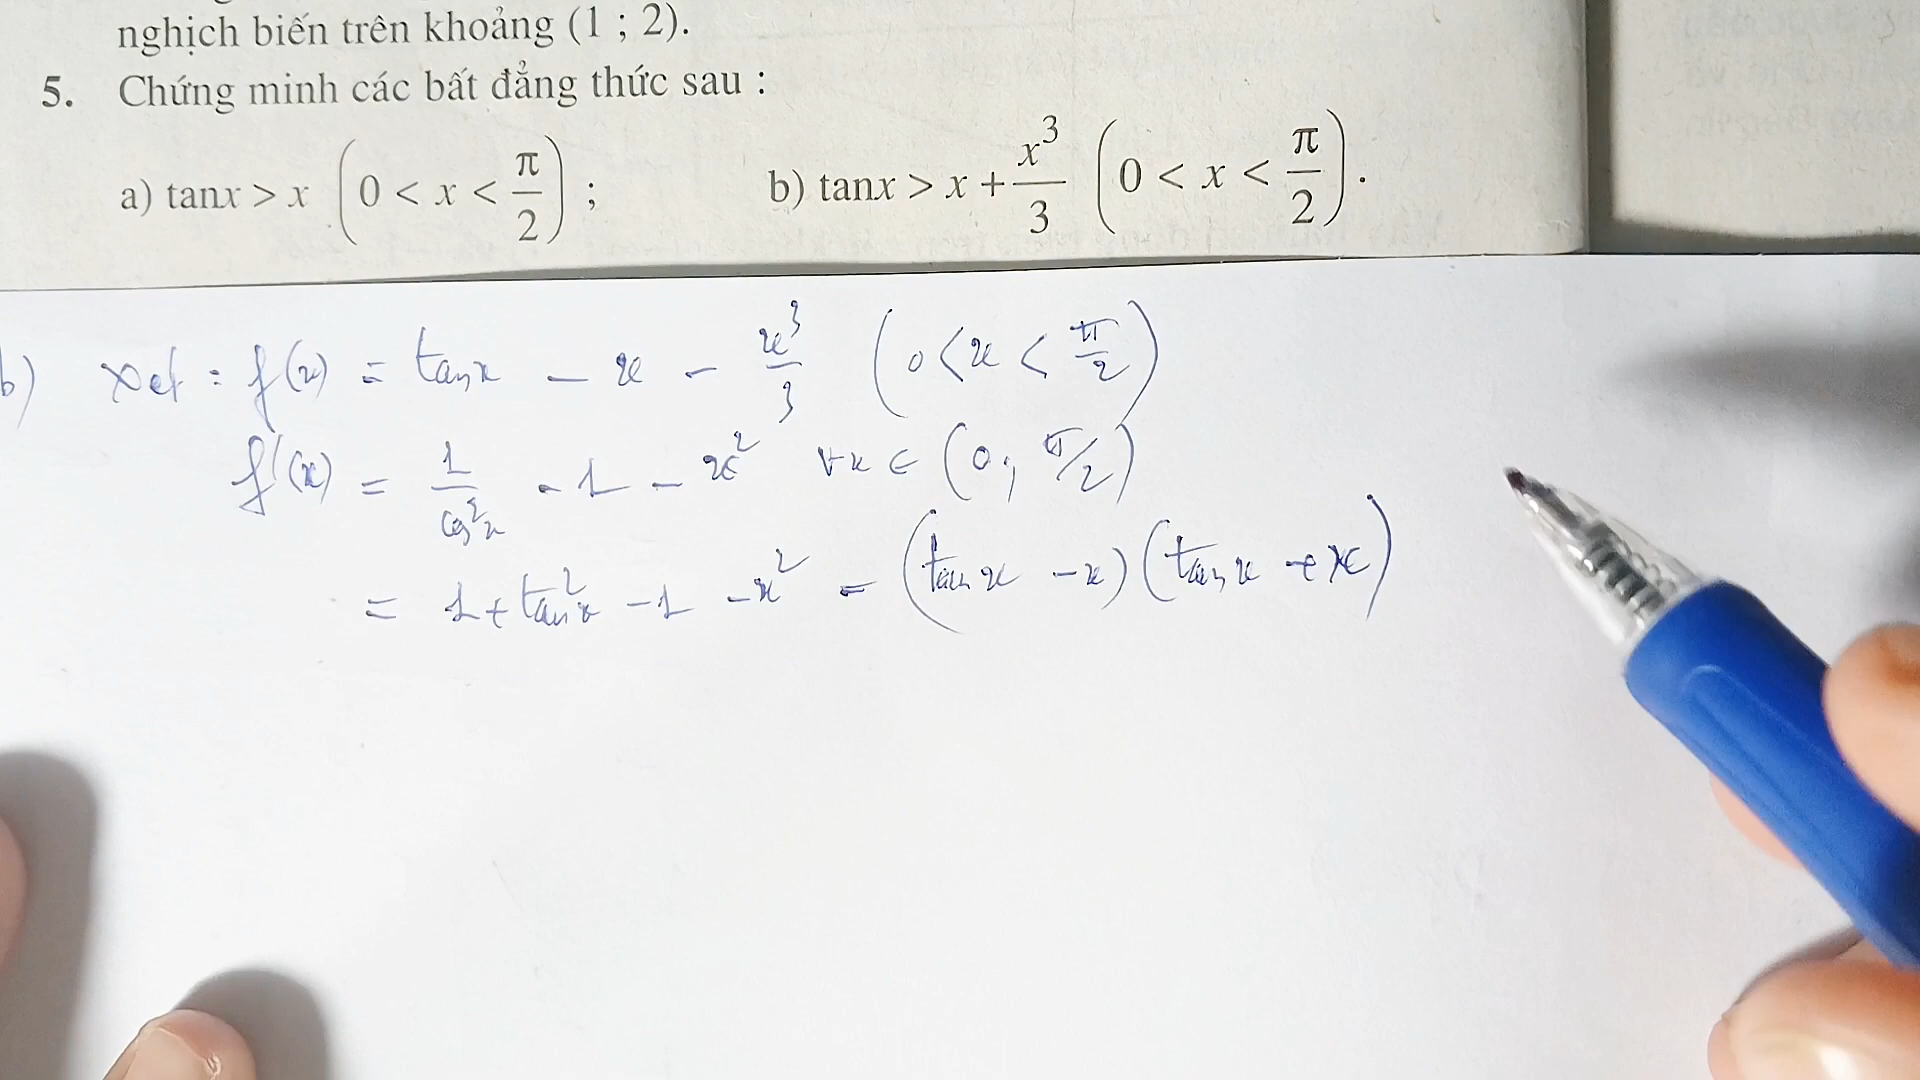 nghịch biến trên khoảng (1 ; 2).
5. Chứng minh các bất đẳng thức sau :
a) tanx > x (0 < x < π/2) ; b) tanx > x + x³/3 (0 < x < π/2).
b) Xét : f(x) = tanx - x - x³/3 (0 < x < π/2)
f'(x) = 1/cos²x - 1 - x² ∀x ∈ (0; π/2)
= 1 + tan²x - 1 - x² = (tanx - x)(tanx + x)